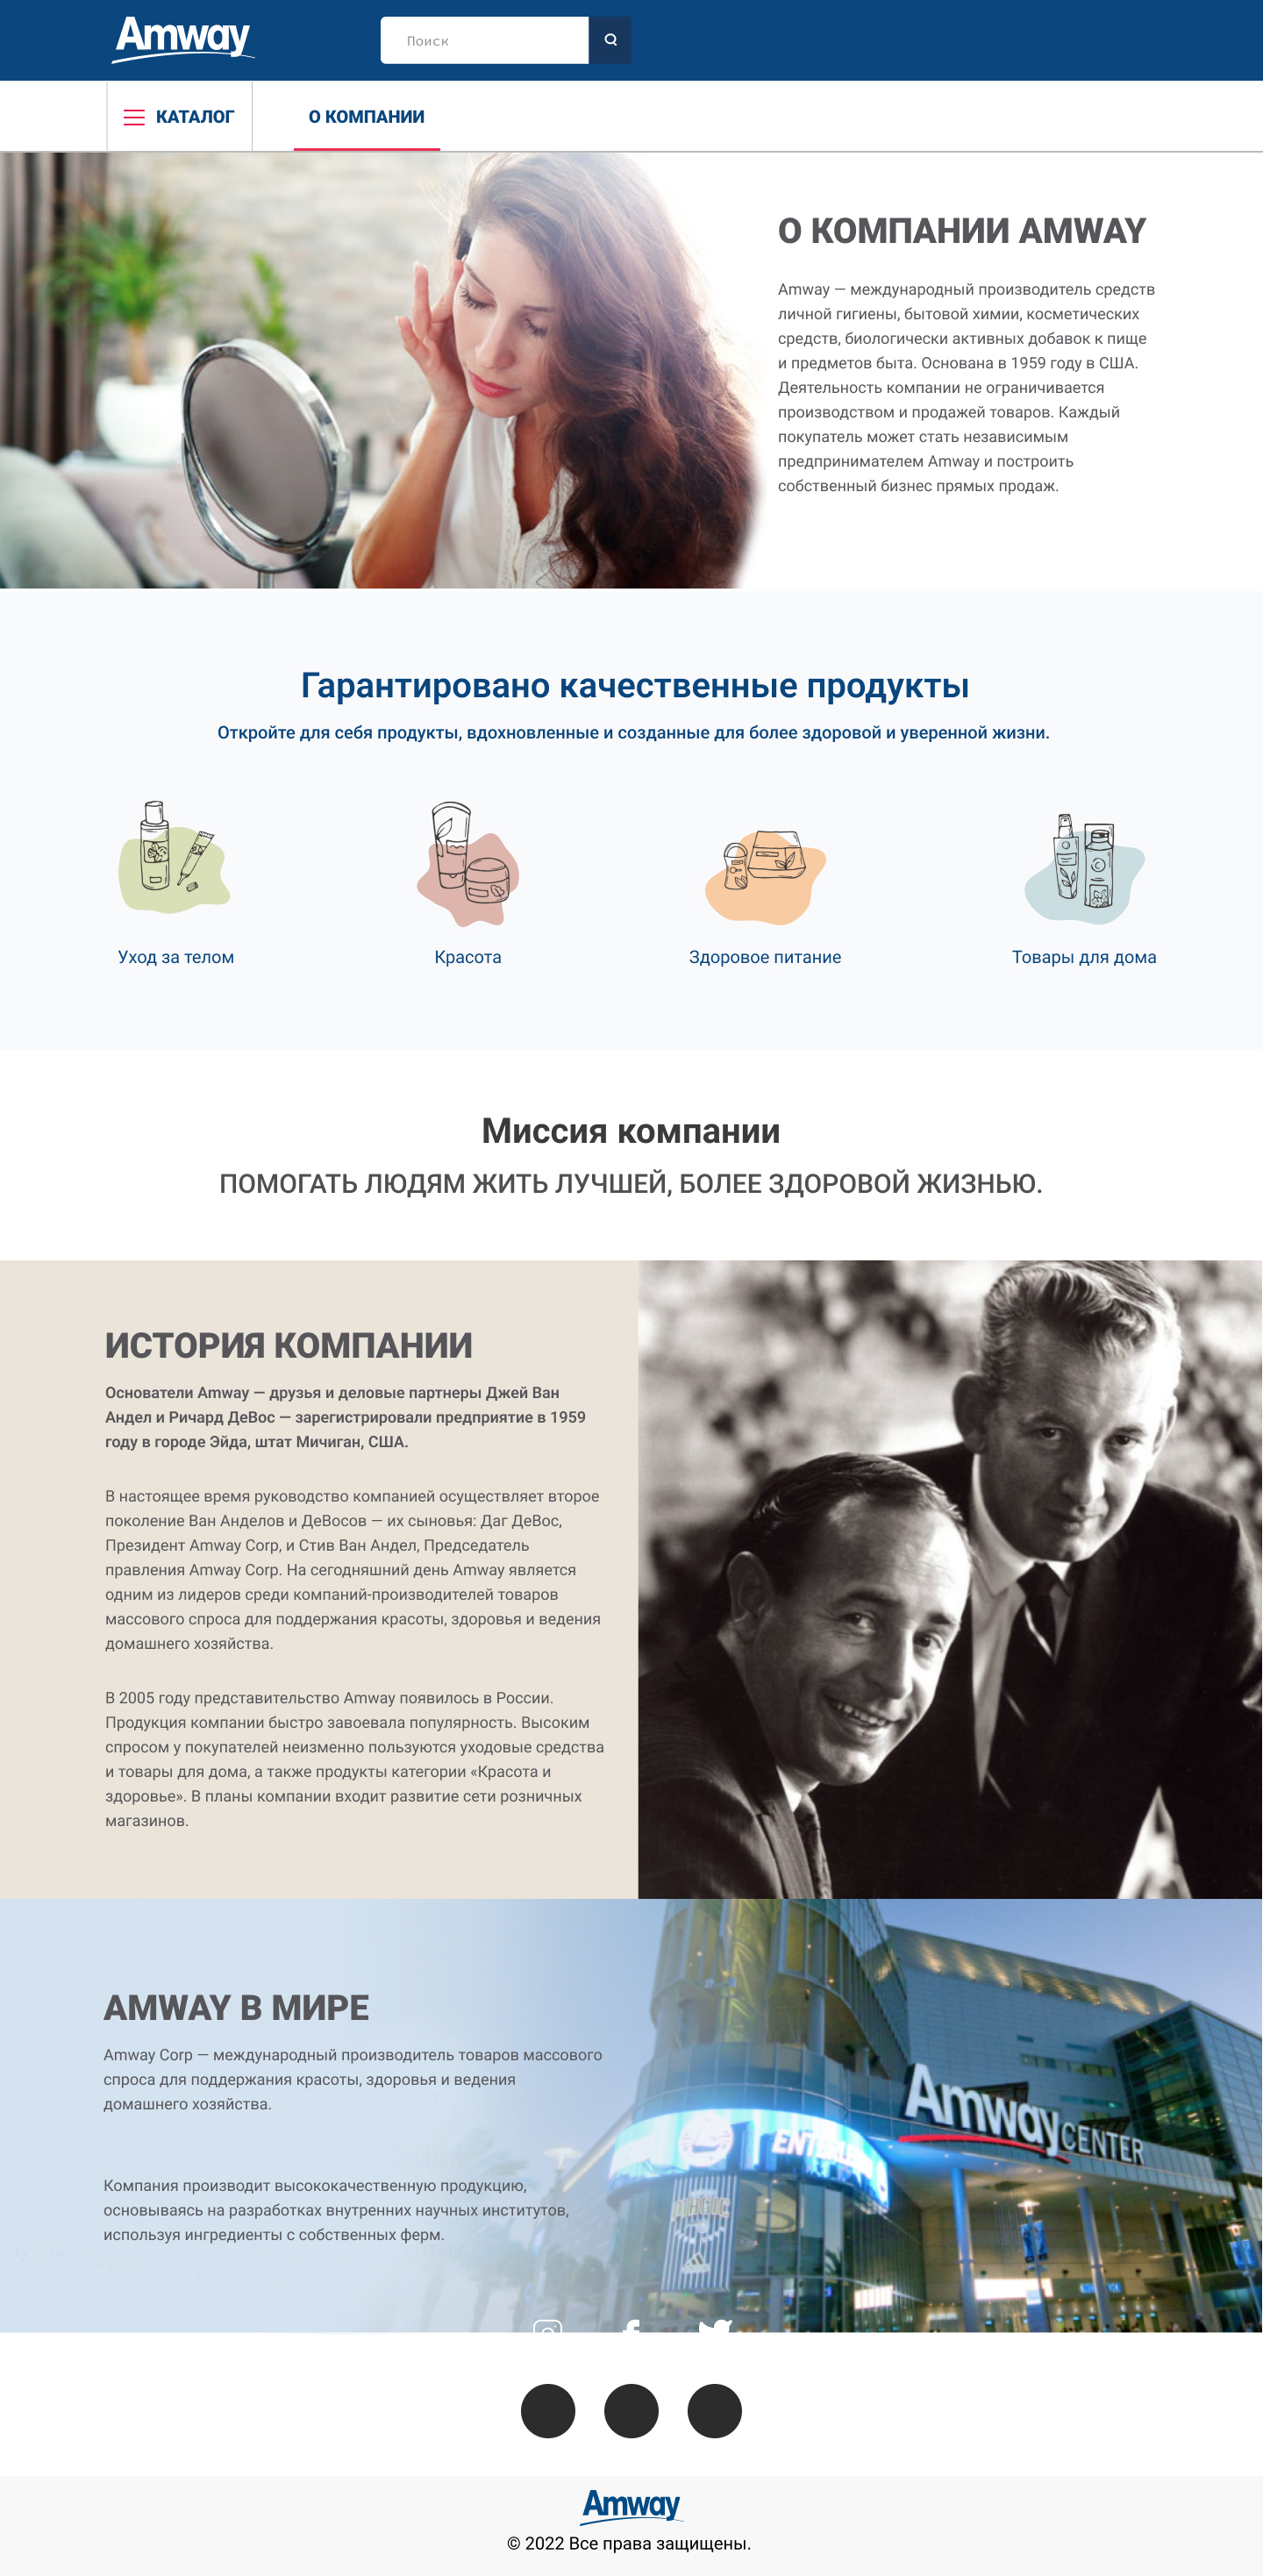 Amway
Поиск
КАТАЛОГ
О КОМПАНИИ
О КОМПАНИИ AMWAY
Amway — международный производитель средств
личной гигиены, бытовой химии, косметических
средств, биологически активных добавок к пище
и предметов быта. Основана в 1959 году в США.
Деятельность компании не ограничивается
производством и продажей товаров. Каждый
покупатель может стать независимым
предпринимателем Amway и построить
собственный бизнес прямых продаж.
Гарантировано качественные продукты
Откройте для себя продукты, вдохновленные и созданные для более здоровой и уверенной жизни.
Уход за телом
Красота
Здоровое питание
Товары для дома
Миссия компании
ПОМОГАТЬ ЛЮДЯМ ЖИТЬ ЛУЧШЕЙ, БОЛЕЕ ЗДОРОВОЙ ЖИЗНЬЮ.
ИСТОРИЯ КОМПАНИИ
Основатели Amway — друзья и деловые партнеры Джей Ван
Андел и Ричард ДеВос — зарегистрировали предприятие в 1959
году в городе Эйда, штат Мичиган, США.
В настоящее время руководство компанией осуществляет второе
поколение Ван Анделов и ДеВосов — их сыновья: Даг ДеВос,
Президент Amway Corp, и Стив Ван Андел, Председатель
правления Amway Corp. На сегодняшний день Amway является
одним из лидеров среди компаний-производителей товаров
массового спроса для поддержания красоты, здоровья и ведения
домашнего хозяйства.
В 2005 году представительство Amway появилось в России.
Продукция компании быстро завоевала популярность. Высоким
спросом у покупателей неизменно пользуются уходовые средства
и товары для дома, а также продукты категории «Красота и
здоровье». В планы компании входит развитие сети розничных
магазинов.
AMWAY В МИРЕ
Amway Corp — международный производитель товаров массового
спроса для поддержания красоты, здоровья и ведения
домашнего хозяйства.
Компания производит высококачественную продукцию,
основываясь на разработках внутренних научных институтов,
используя ингредиенты с собственных ферм.
Amway CENTER
MAGIC
Amway
© 2022 Все права защищены.